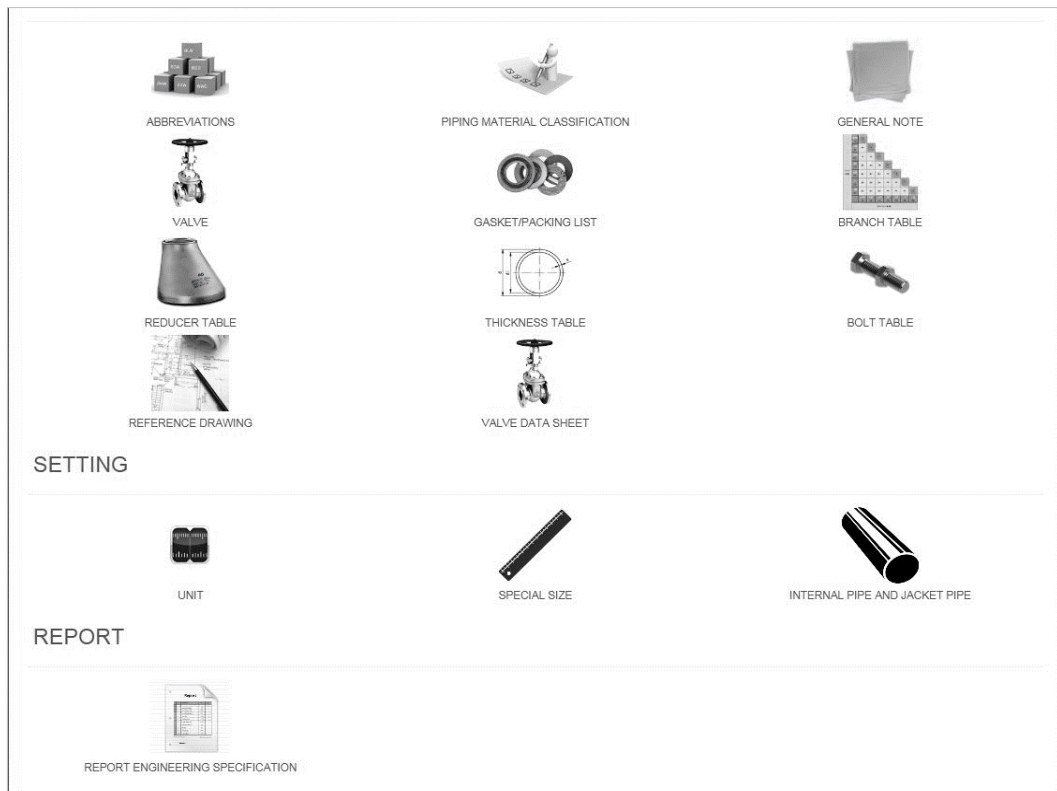 ABBREVIATIONS
PIPING MATERIAL CLASSIFICATION
GENERAL NOTE
VALVE
GASKET/PACKING LIST
BRANCH TABLE
REDUCER TABLE
THICKNESS TABLE
BOLT TABLE
REFERENCE DRAWING
VALVE DATA SHEET
SETTING
UNIT
SPECIAL SIZE
INTERNAL PIPE AND JACKET PIPE
REPORT
Report
REPORT ENGINEERING SPECIFICATION